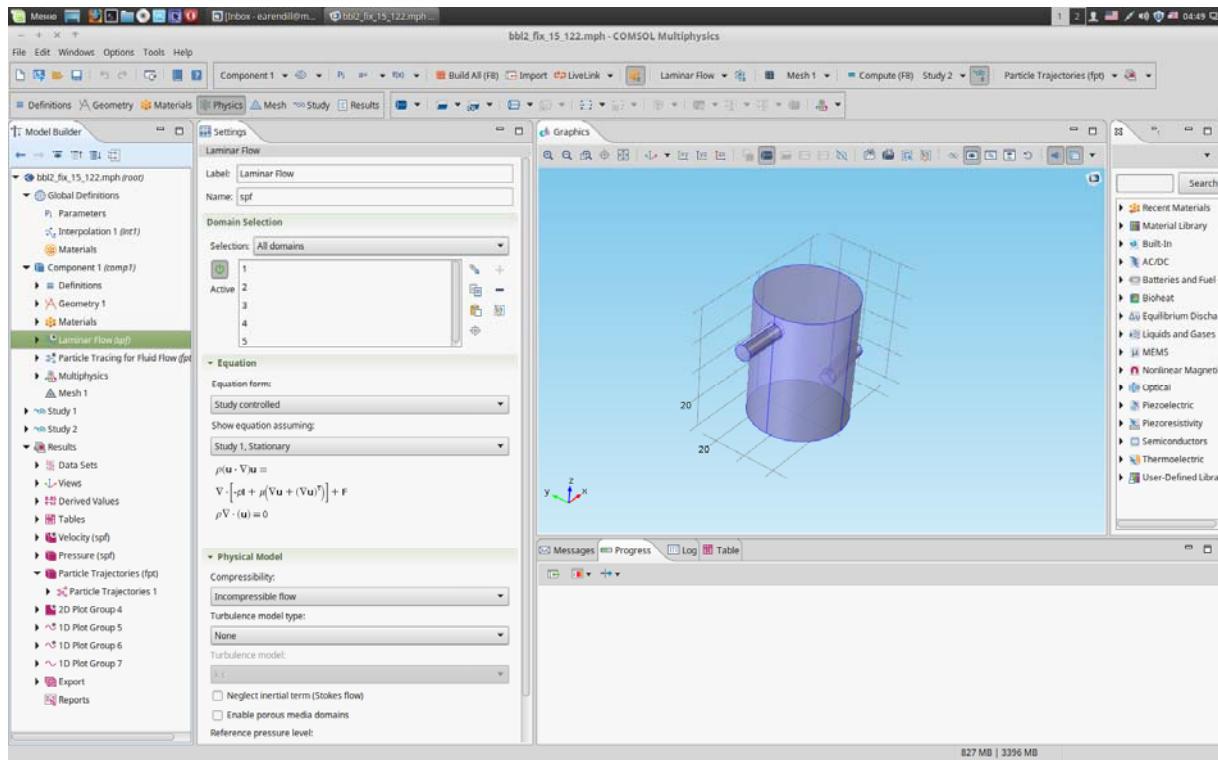 Меню
[Inbox - earendill@m...
bbl2_fix_15_122.mph ...
1 2
04:49
bbl2_fix_15_122.mph - COMSOL Multiphysics
File Edit Windows Options Tools Help
Component 1
Pi a= f(x)
Build All (F8)
Import
LiveLink
Laminar Flow
Mesh 1
Compute (F8)
Study 2
Particle Trajectories (fpt)
Definitions
Geometry
Materials
Physics
Mesh
Study
Results
Model Builder
bbl2_fix_15_122.mph (root)
Global Definitions
Pi Parameters
Interpolation 1 (int1)
Materials
Component 1 (comp1)
Definitions
Geometry 1
Materials
Laminar Flow (spf)
Particle Tracing for Fluid Flow (fpt
Multiphysics
Mesh 1
Study 1
Study 2
Results
Data Sets
Views
Derived Values
Tables
Velocity (spf)
Pressure (spf)
Particle Trajectories (fpt)
Particle Trajectories 1
2D Plot Group 4
1D Plot Group 5
1D Plot Group 6
1D Plot Group 7
Export
Reports
Settings
Laminar Flow
Label: Laminar Flow
Name: spf
Domain Selection
Selection: All domains
Active
1
2
3
4
5
Equation
Equation form:
Study controlled
Show equation assuming:
Study 1, Stationary
ρ(u · ∇)u =
∇ · [-pI + μ(∇u + (∇u)ᵀ)] + F
ρ∇ · (u) = 0
Physical Model
Compressibility:
Incompressible flow
Turbulence model type:
None
Turbulence model:
Neglect inertial term (Stokes flow)
Enable porous media domains
Reference pressure level:
Graphics
20
20
y z x
Messages
Progress
Log
Table
Search
Recent Materials
Material Library
Built-In
AC/DC
Batteries and Fuel
Bioheat
Equilibrium Discha
Liquids and Gases
MEMS
Nonlinear Magneti
Optical
Piezoelectric
Piezoresistivity
Semiconductors
Thermoelectric
User-Defined Libra
827 MB | 3396 MB